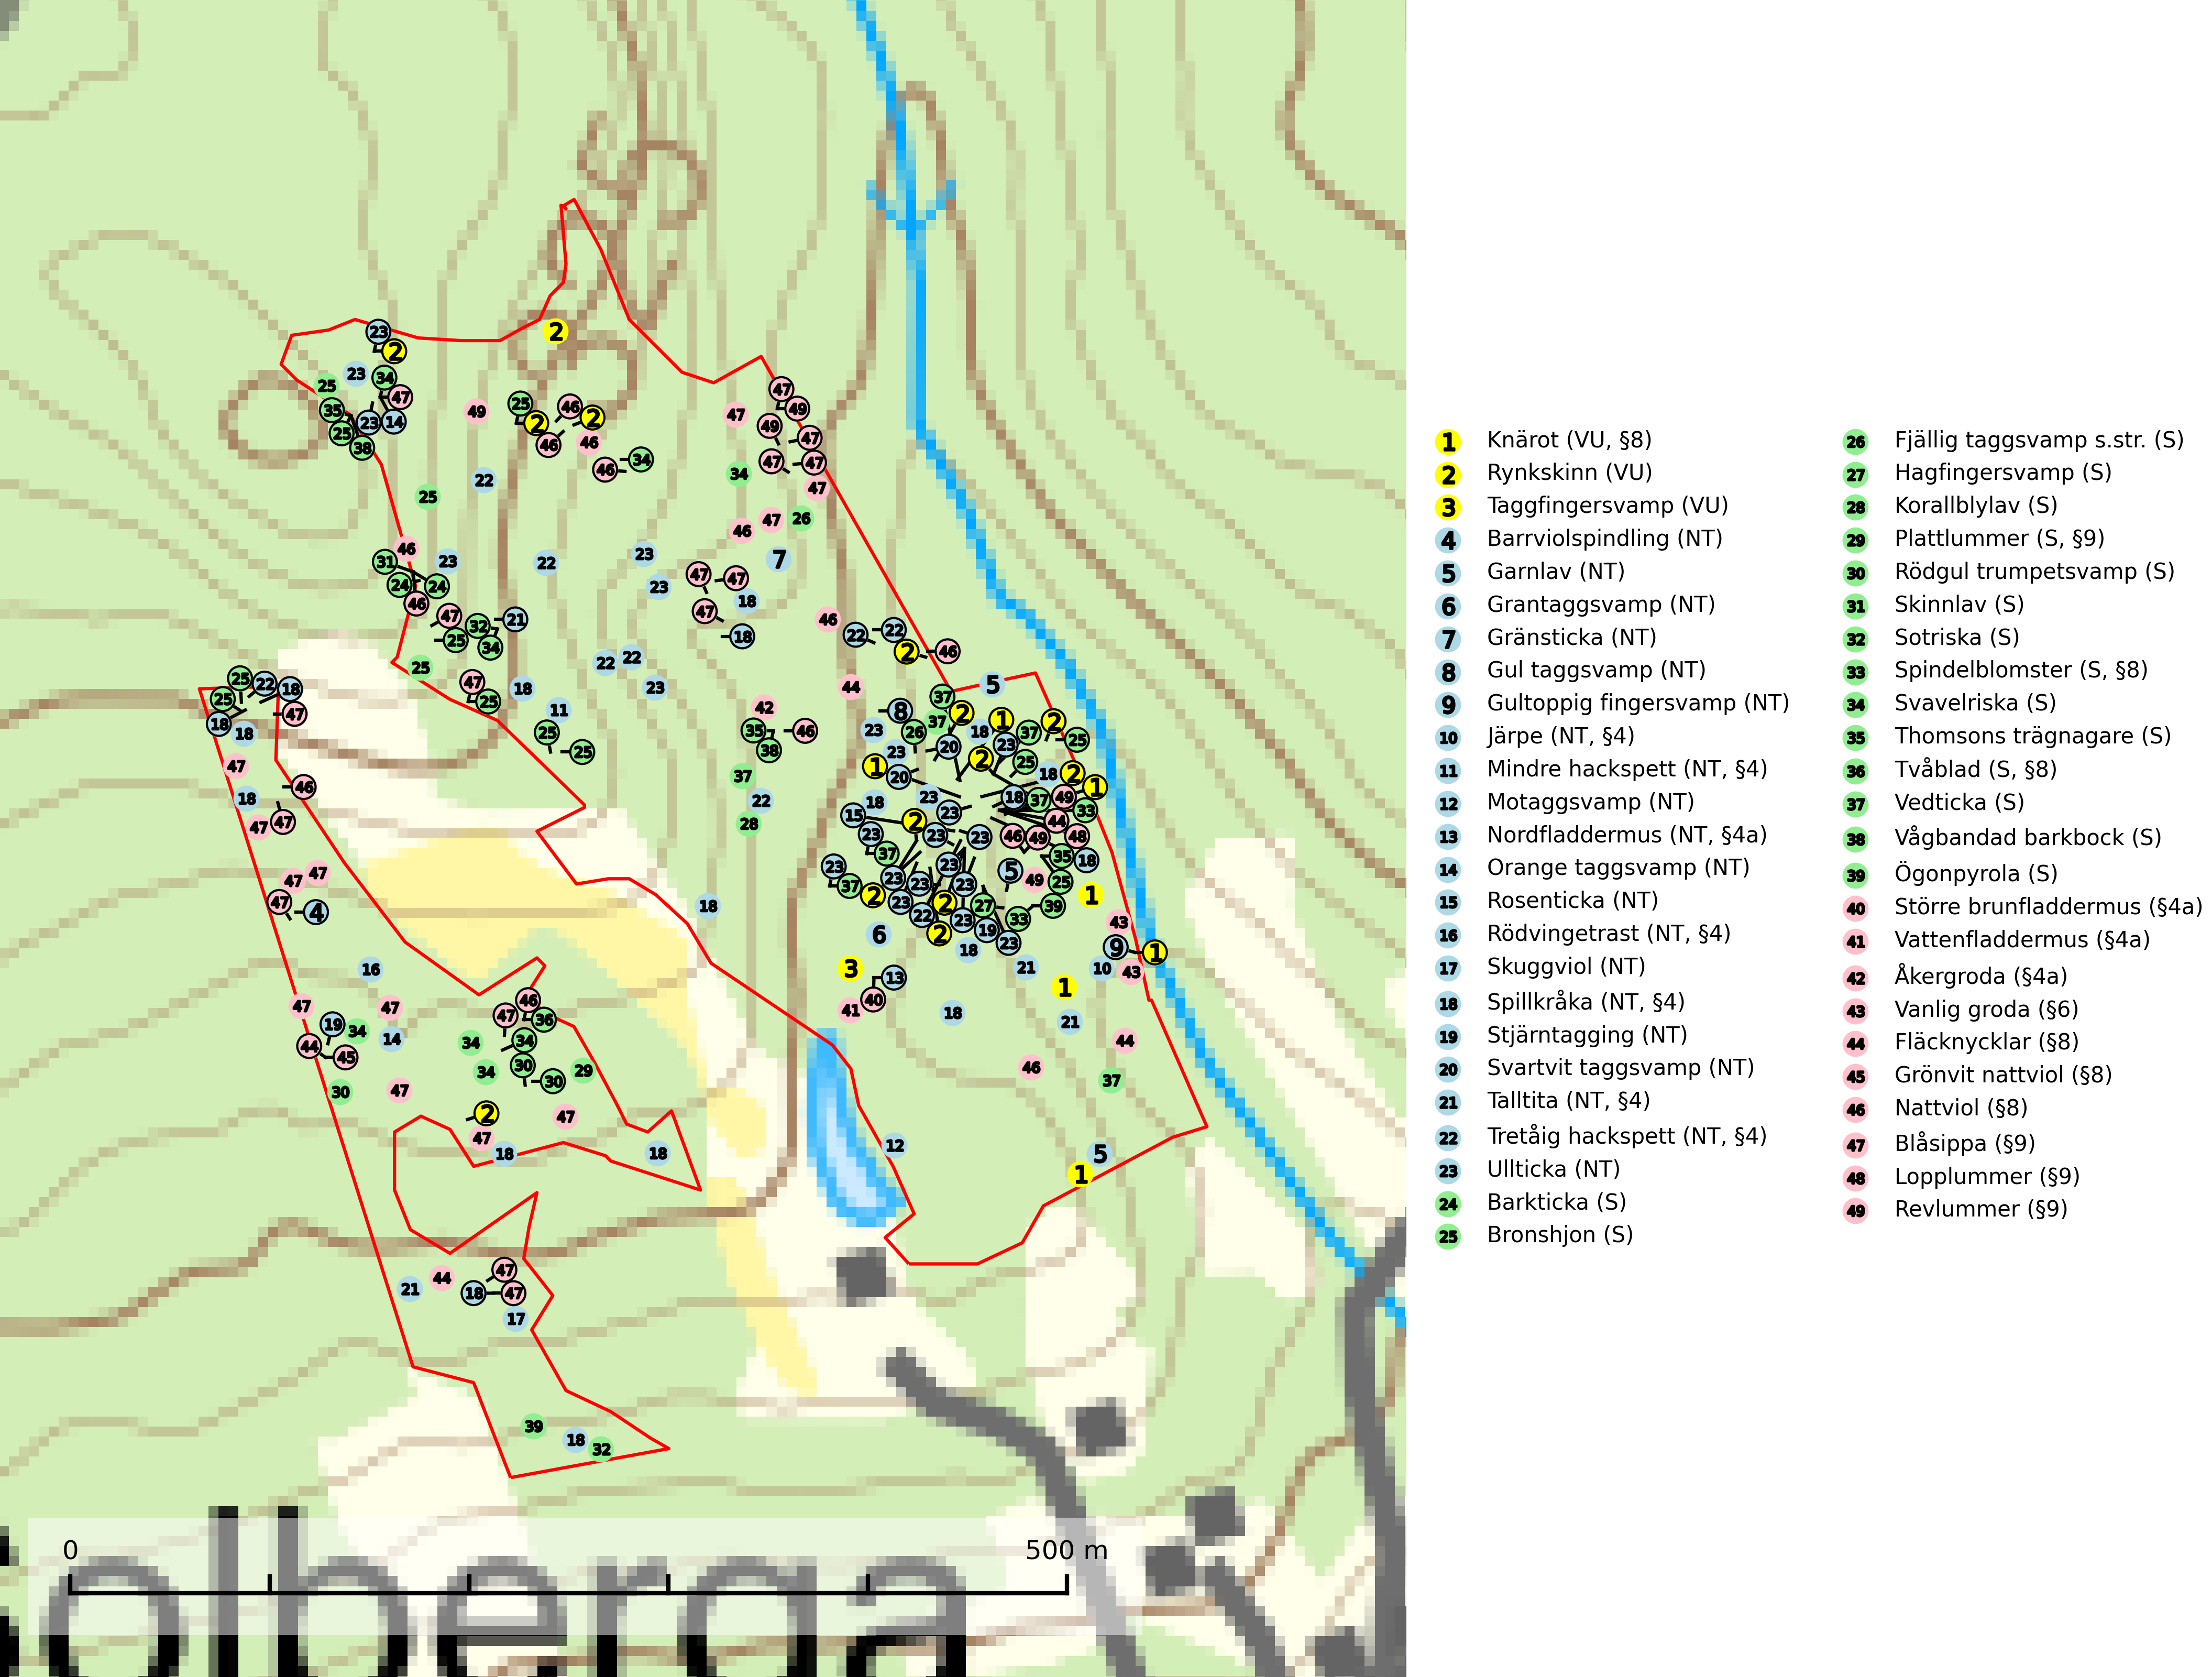 1 Knärot (VU, §8)
2 Rynkskinn (VU)
3 Taggfingersvamp (VU)
4 Barrviolspindling (NT)
5 Garnlav (NT)
6 Grantaggsvamp (NT)
7 Gränsticka (NT)
8 Gul taggsvamp (NT)
9 Gultoppig fingersvamp (NT)
10 Järpe (NT, §4)
11 Mindre hackspett (NT, §4)
12 Motaggsvamp (NT)
13 Nordfladdermus (NT, §4a)
14 Orange taggsvamp (NT)
15 Rosenticka (NT)
16 Rödvingetrast (NT, §4)
17 Skuggviol (NT)
18 Spillkråka (NT, §4)
19 Stjärntagging (NT)
20 Svartvit taggsvamp (NT)
21 Talltita (NT, §4)
22 Tretåig hackspett (NT, §4)
23 Ullticka (NT)
24 Barkticka (S)
25 Bronshjon (S)
26 Fjällig taggsvamp s.str. (S)
27 Hagfingersvamp (S)
28 Korallblylav (S)
29 Plattlummer (S, §9)
30 Rödgul trumpetsvamp (S)
31 Skinnlav (S)
32 Sotriska (S)
33 Spindelblomster (S, §8)
34 Svavelriska (S)
35 Thomsons trägnagare (S)
36 Tvåblad (S, §8)
37 Vedticka (S)
38 Vågbandad barkbock (S)
39 Ögonpyrola (S)
40 Större brunfladdermus (§4a)
41 Vattenfladdermus (§4a)
42 Åkergroda (§4a)
43 Vanlig groda (§6)
44 Fläcknycklar (§8)
45 Grönvit nattviol (§8)
46 Nattviol (§8)
47 Blåsippa (§9)
48 Lopplummer (§9)
49 Revlummer (§9)
0 500 m
olberga